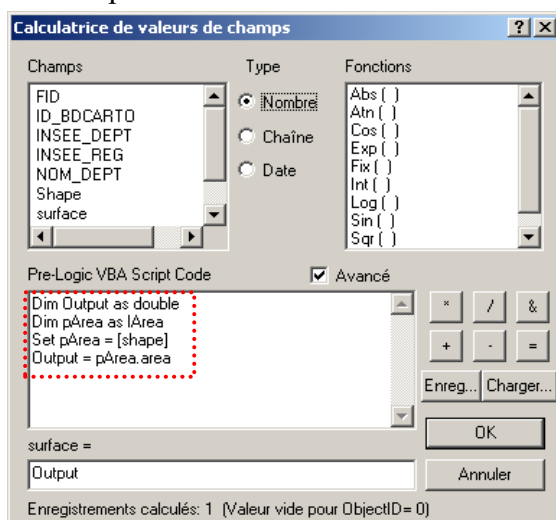 Calculatrice de valeurs de champs
Champs Type Fonctions
FID
ID_BDCARTO
INSEE_DEPT
INSEE_REG
NOM_DEPT
Shape
surface
Nombre
Chaîne
Date
Abs ( )
Atn ( )
Cos ( )
Exp ( )
Fix ( )
Int ( )
Log ( )
Sin ( )
Sqr ( )
Pre-Logic VBA Script Code Avancé
Dim Output as double
Dim pArea as IArea
Set pArea = [shape]
Output = pArea.area
* / &
+ - =
Enreg... Charger...
surface =
OK
Output
Annuler
Enregistrements calculés: 1 (Valeur vide pour ObjectID= 0)